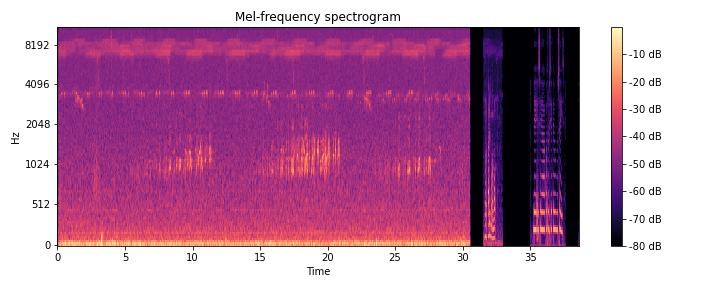 Mel-frequency spectrogram
8192
4096
2048
1024
512
0
Hz
0 5 10 15 20 25 30 35
Time
-10 dB
-20 dB
-30 dB
-40 dB
-50 dB
-60 dB
-70 dB
-80 dB